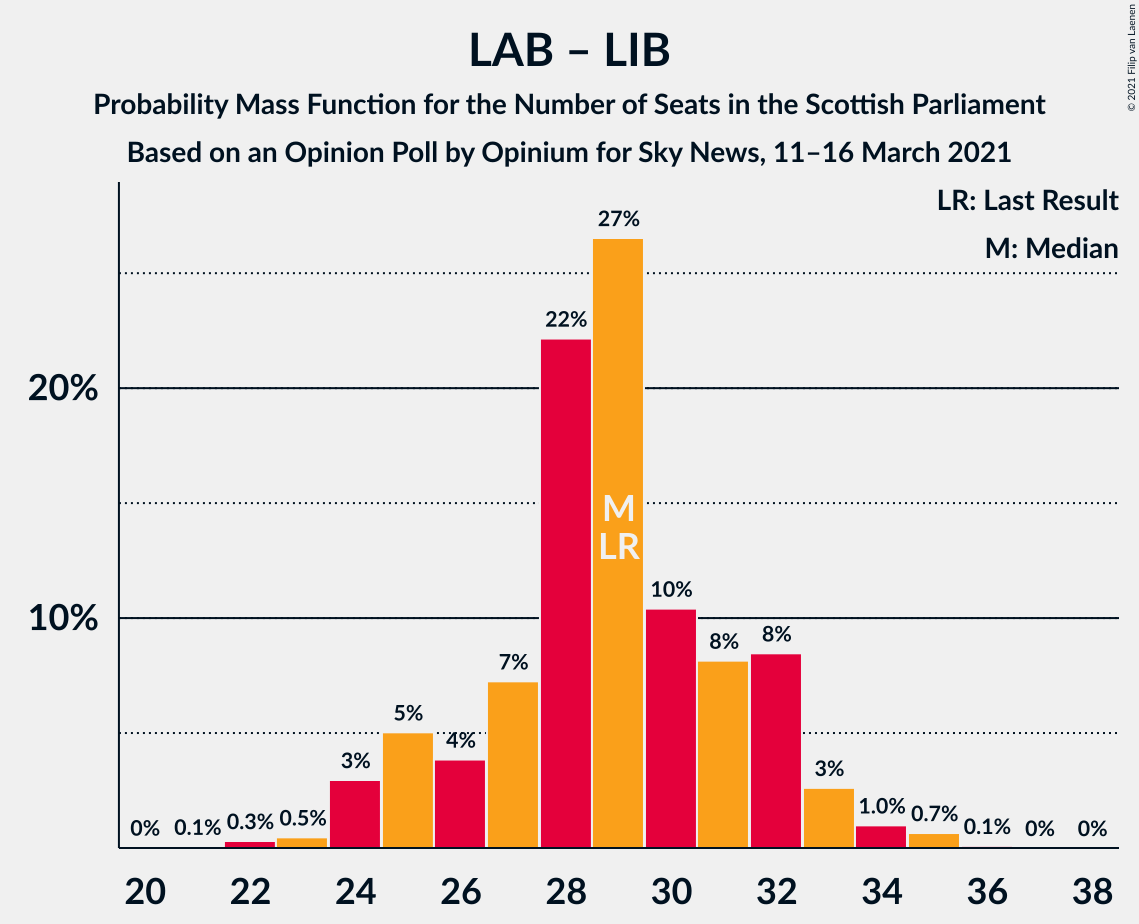 LAB – LIB
Probability Mass Function for the Number of Seats in the Scottish Parliament
Based on an Opinion Poll by Opinium for Sky News, 11–16 March 2021
© 2021 Filip van Laenen
LR: Last Result
M: Median
20%
10%
0%
0.1%
0.3%
0.5%
3%
5%
4%
7%
22%
27%
10%
8%
8%
3%
1.0%
0.7%
0.1%
0%
0%
M
LR
20 22 24 26 28 30 32 34 36 38